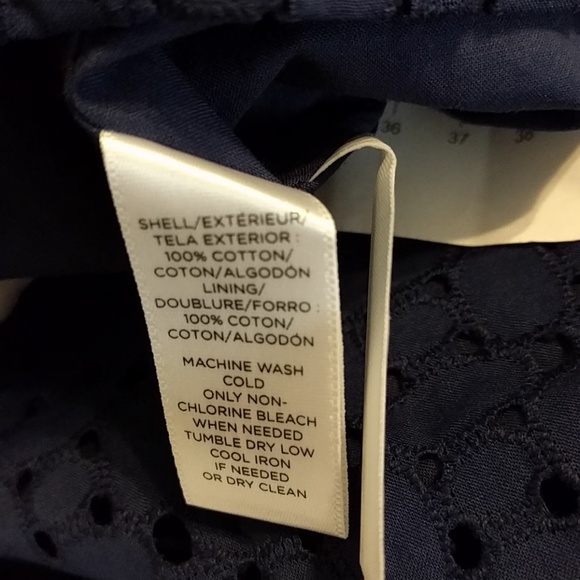 SHELL/EXTÉRIEUR/
TELA EXTERIOR :
100% COTTON/
COTON/ALGODÓN
LINING/
DOUBLURE/FORRO :
100% COTTON/
COTON/ALGODÓN
MACHINE WASH
COLD
ONLY NON-
CHLORINE BLEACH
WHEN NEEDED
TUMBLE DRY LOW
COOL IRON
IF NEEDED
OR DRY CLEAN
36 37 38